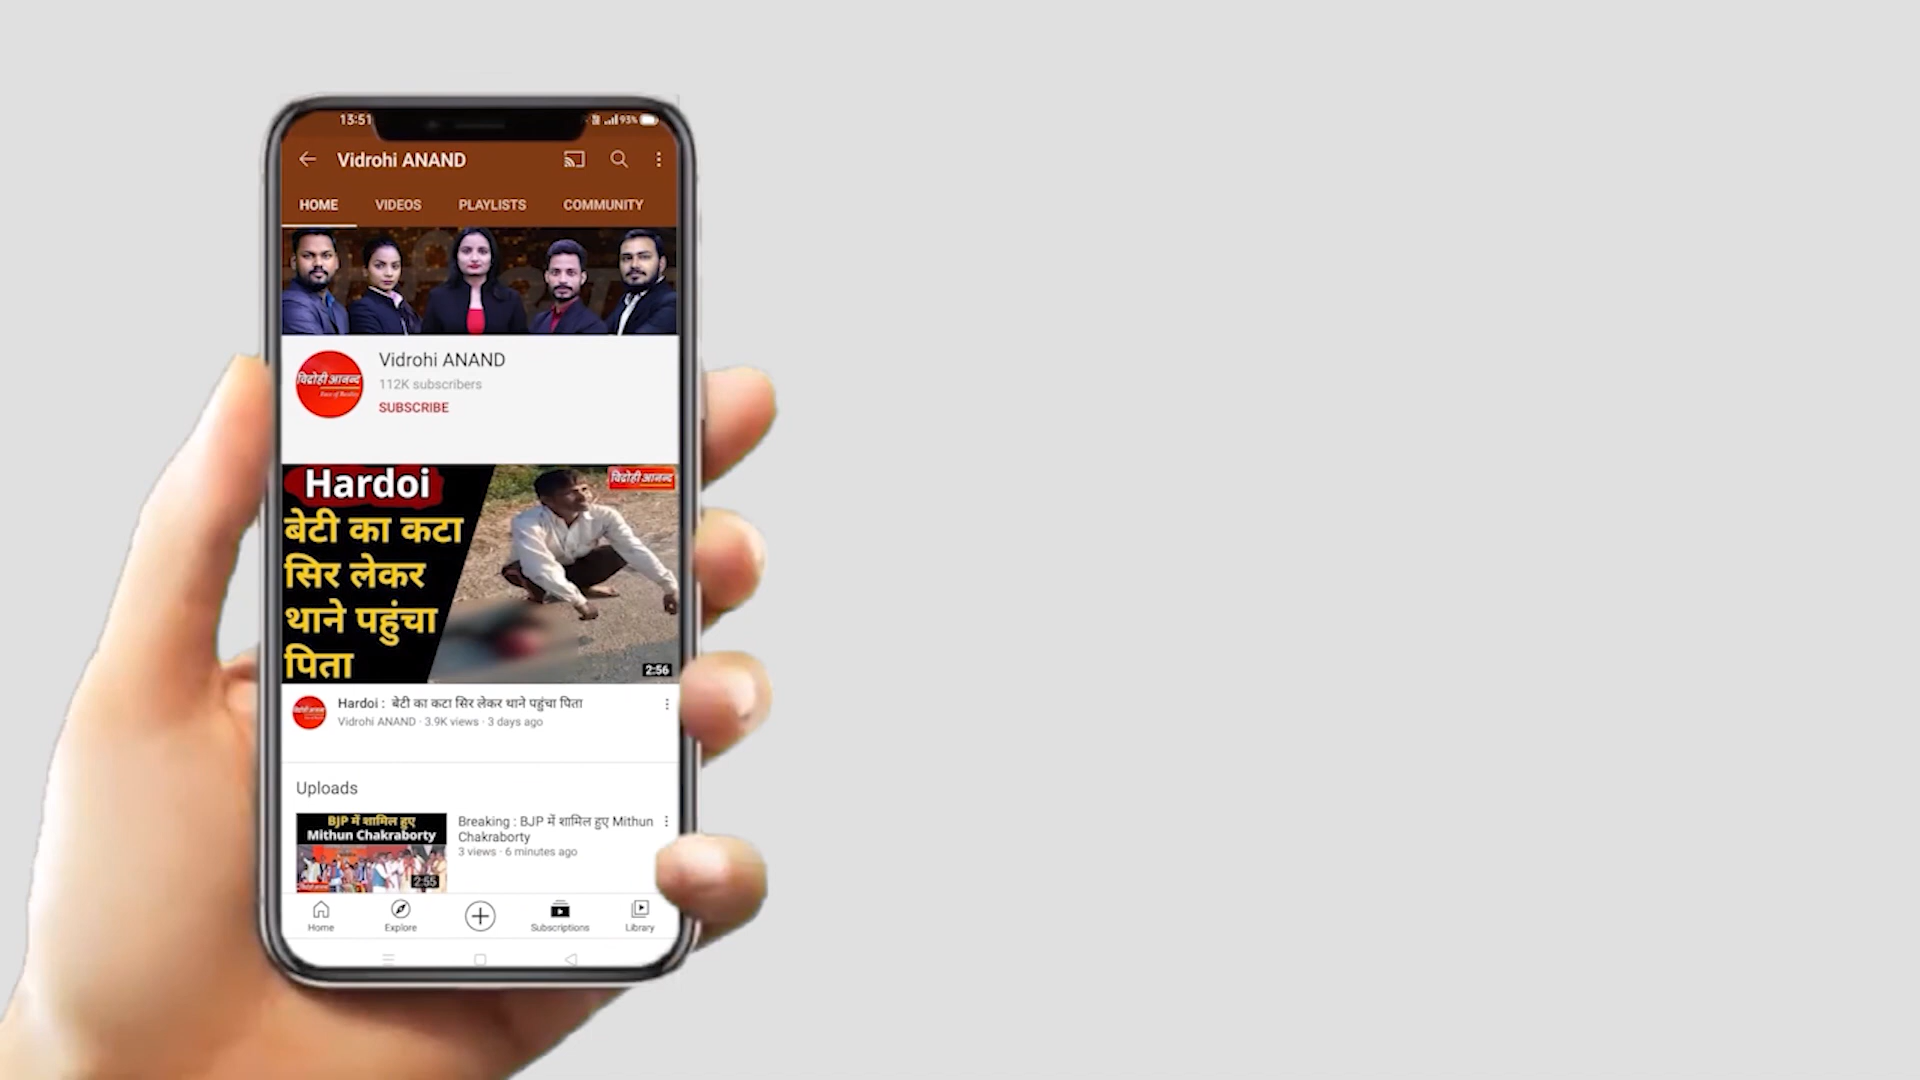 13:51
93%
Vidrohi ANAND
HOME VIDEOS PLAYLISTS COMMUNITY
विद्रोही आनन्द
Vidrohi ANAND
112K subscribers
SUBSCRIBE
Hardoi
विद्रोही आनन्द
बेटी का कटा
सिर लेकर
थाने पहुंचा
पिता
2:56
Hardoi : बेटी का कटा सिर लेकर थाने पहुंचा पिता
Vidrohi ANAND · 3.9K views · 3 days ago
Uploads
BJP में शामिल हुए
Mithun Chakraborty
2:55
Breaking : BJP में शामिल हुए Mithun
Chakraborty
3 views · 6 minutes ago
Home Explore Subscriptions Library